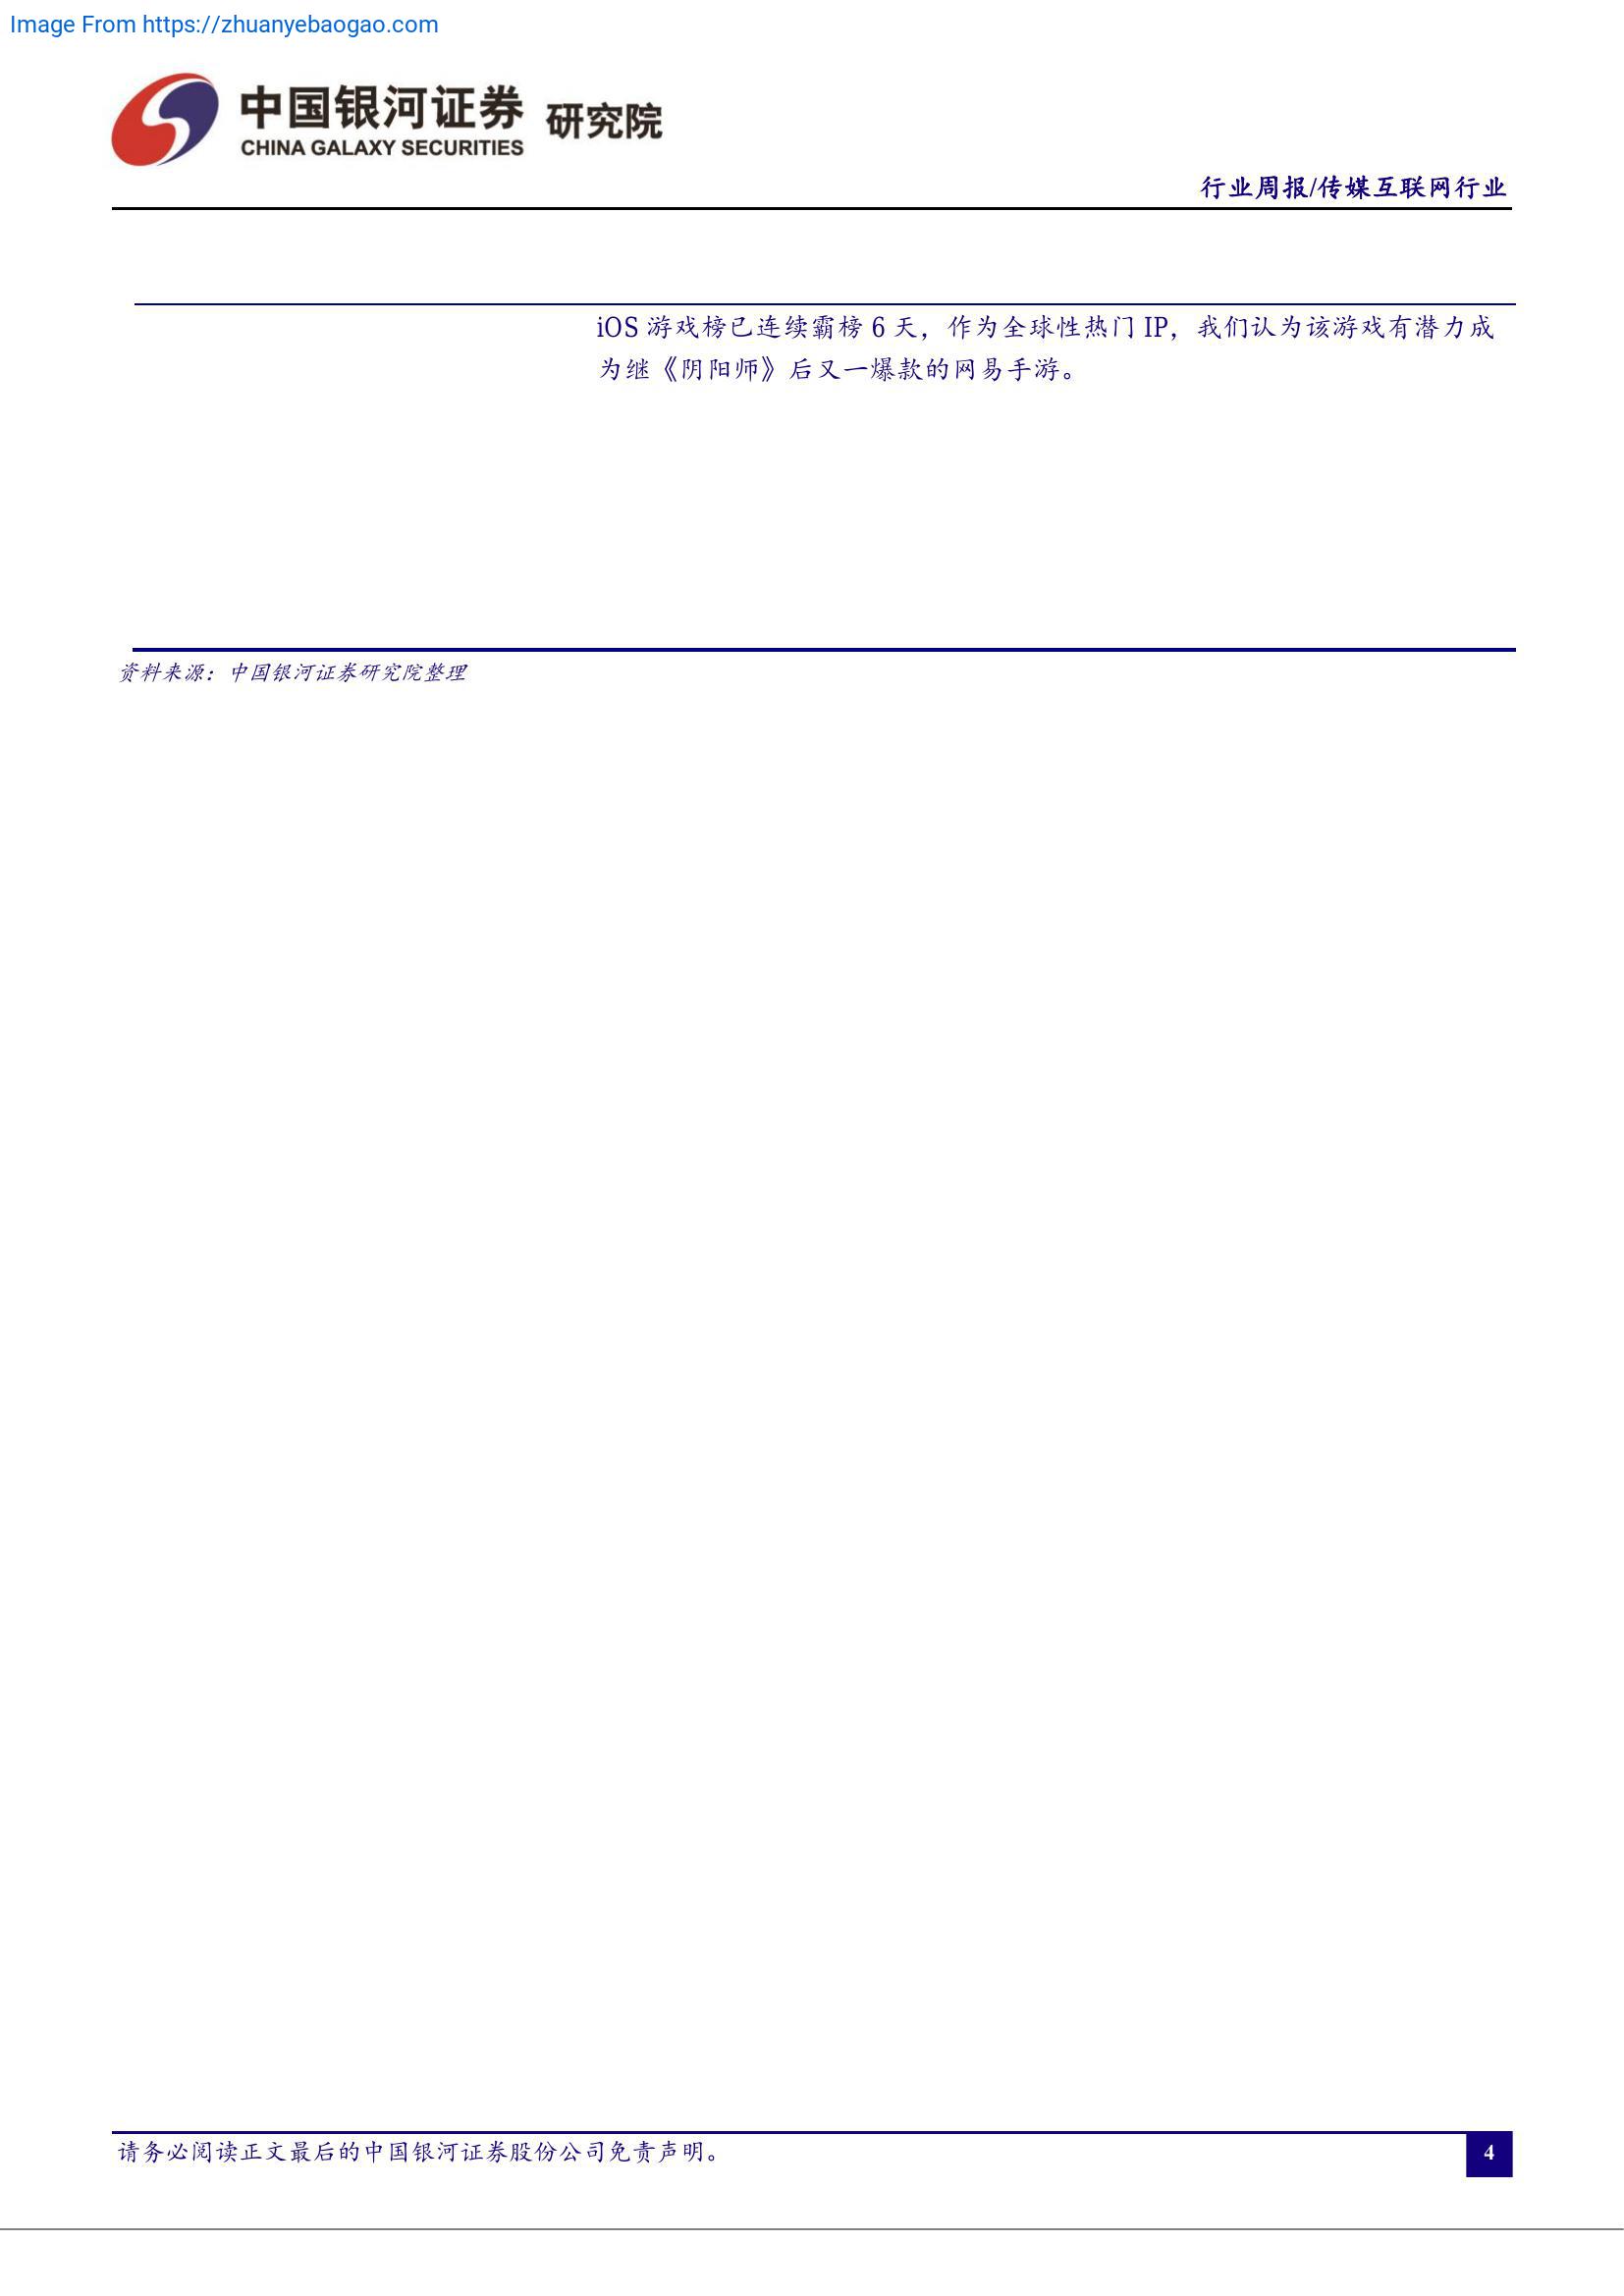 Image From https://zhuanyebaogao.com
中国银河证券 研究院
CHINA GALAXY SECURITIES
行业周报/传媒互联网行业
iOS 游戏榜已连续霸榜 6 天，作为全球性热门 IP，我们认为该游戏有潜力成
为继《阴阳师》后又一爆款的网易手游。
资料来源：中国银河证券研究院整理
请务必阅读正文最后的中国银河证券股份公司免责声明。
4